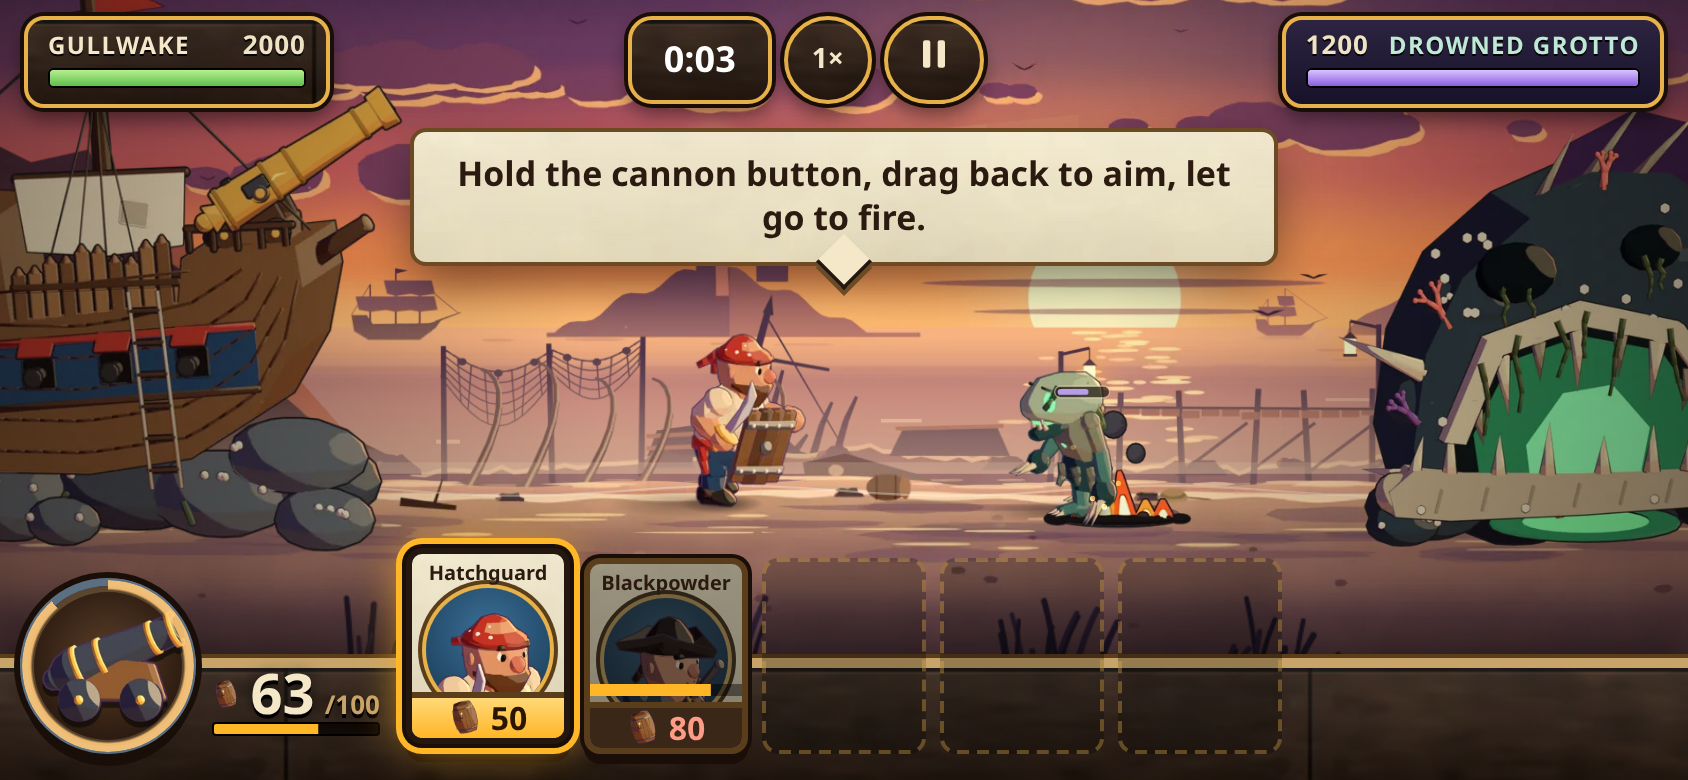 GULLWAKE 2000
0:03
1×
1200 DROWNED GROTTO
Hold the cannon button, drag back to aim, let
go to fire.
63 /100
Hatchguard
50
Blackpowder
80